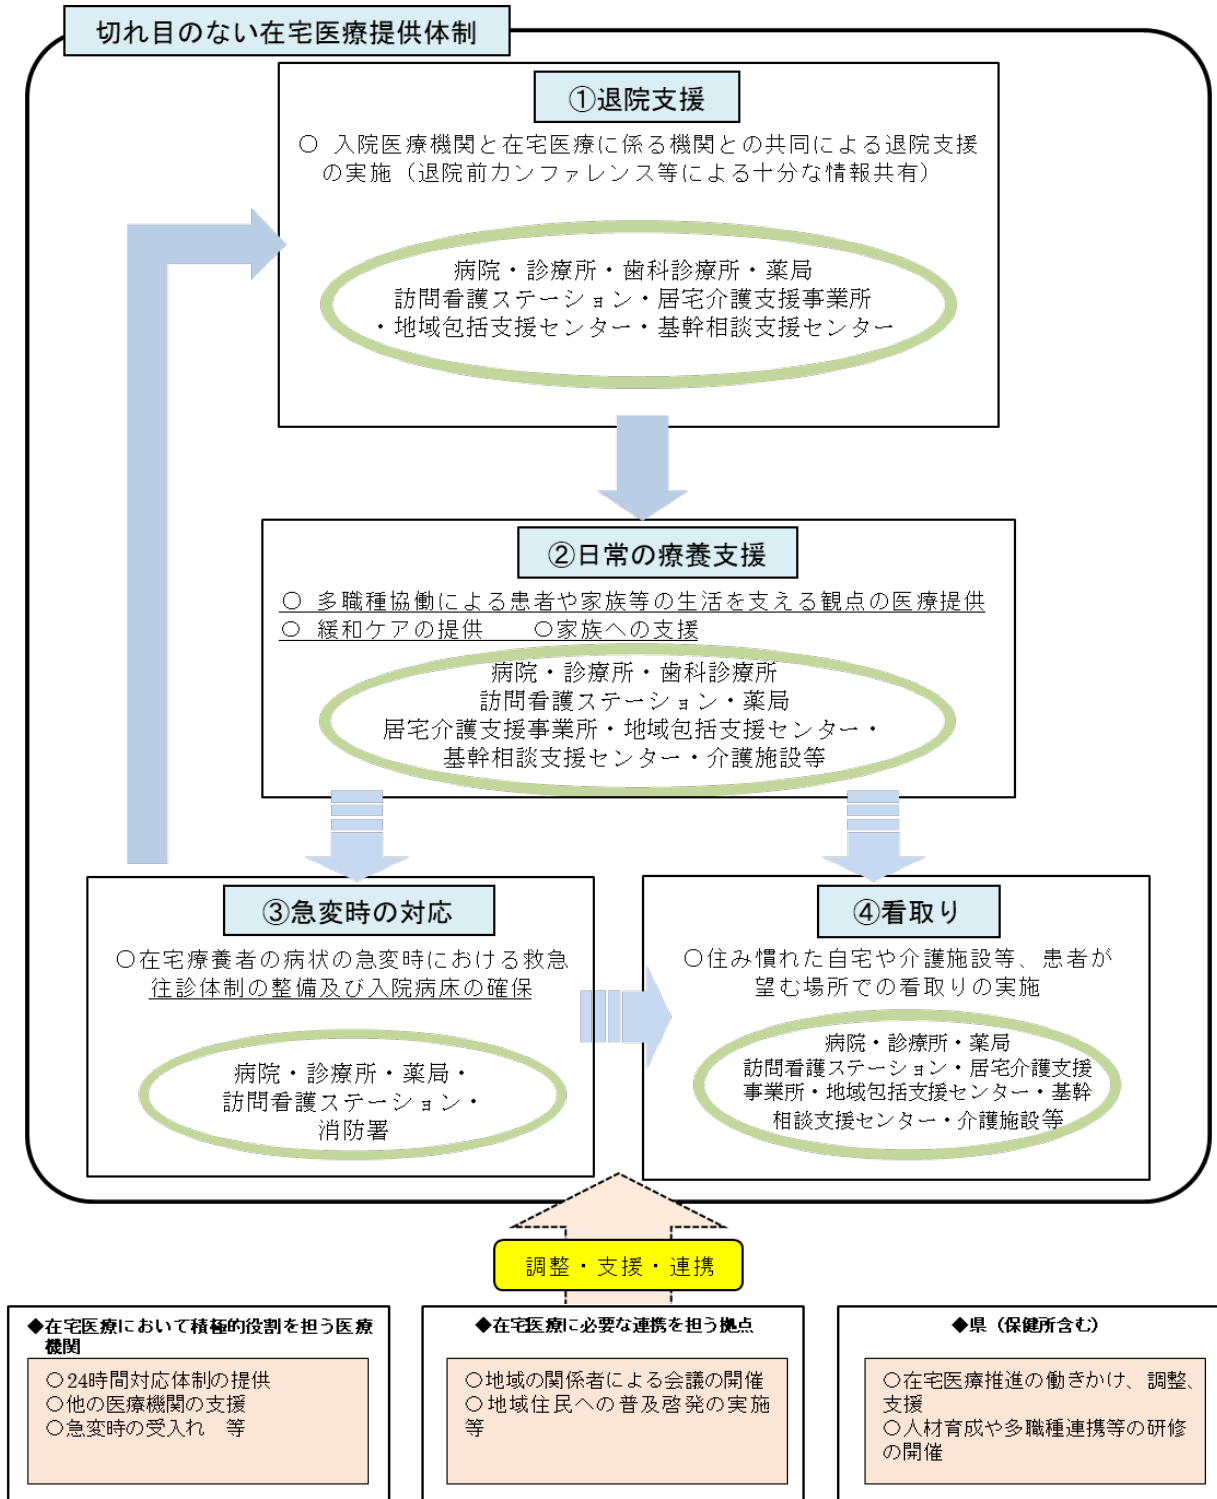 切れ目のない在宅医療提供体制
①退院支援
○ 入院医療機関と在宅医療に係る機関との共同による退院支援
の実施（退院前カンファレンス等による十分な情報共有）
病院・診療所・歯科診療所・薬局
訪問看護ステーション・居宅介護支援事業所
・地域包括支援センター・基幹相談支援センター
②日常の療養支援
○ 多職種協働による患者や家族等の生活を支える観点の医療提供
○ 緩和ケアの提供　　○家族への支援
病院・診療所・歯科診療所
訪問看護ステーション・薬局
居宅介護支援事業所・地域包括支援センター・
基幹相談支援センター・介護施設等
③急変時の対応
○在宅療養者の病状の急変時における救急
往診体制の整備及び入院病床の確保
病院・診療所・薬局・
訪問看護ステーション・
消防署
④看取り
○住み慣れた自宅や介護施設等、患者が
望む場所での看取りの実施
病院・診療所・薬局
訪問看護ステーション・居宅介護支援
事業所・地域包括支援センター・基幹
相談支援センター・介護施設等
調整・支援・連携
◆在宅医療において積極的役割を担う医療
機関
○24時間対応体制の提供
○他の医療機関の支援
○急変時の受入れ　等
◆在宅医療に必要な連携を担う拠点
○地域の関係者による会議の開催
○地域住民への普及啓発の実施
等
◆県（保健所含む）
○在宅医療推進の働きかけ、調整、
支援
○人材育成や多職種連携等の研修
の開催